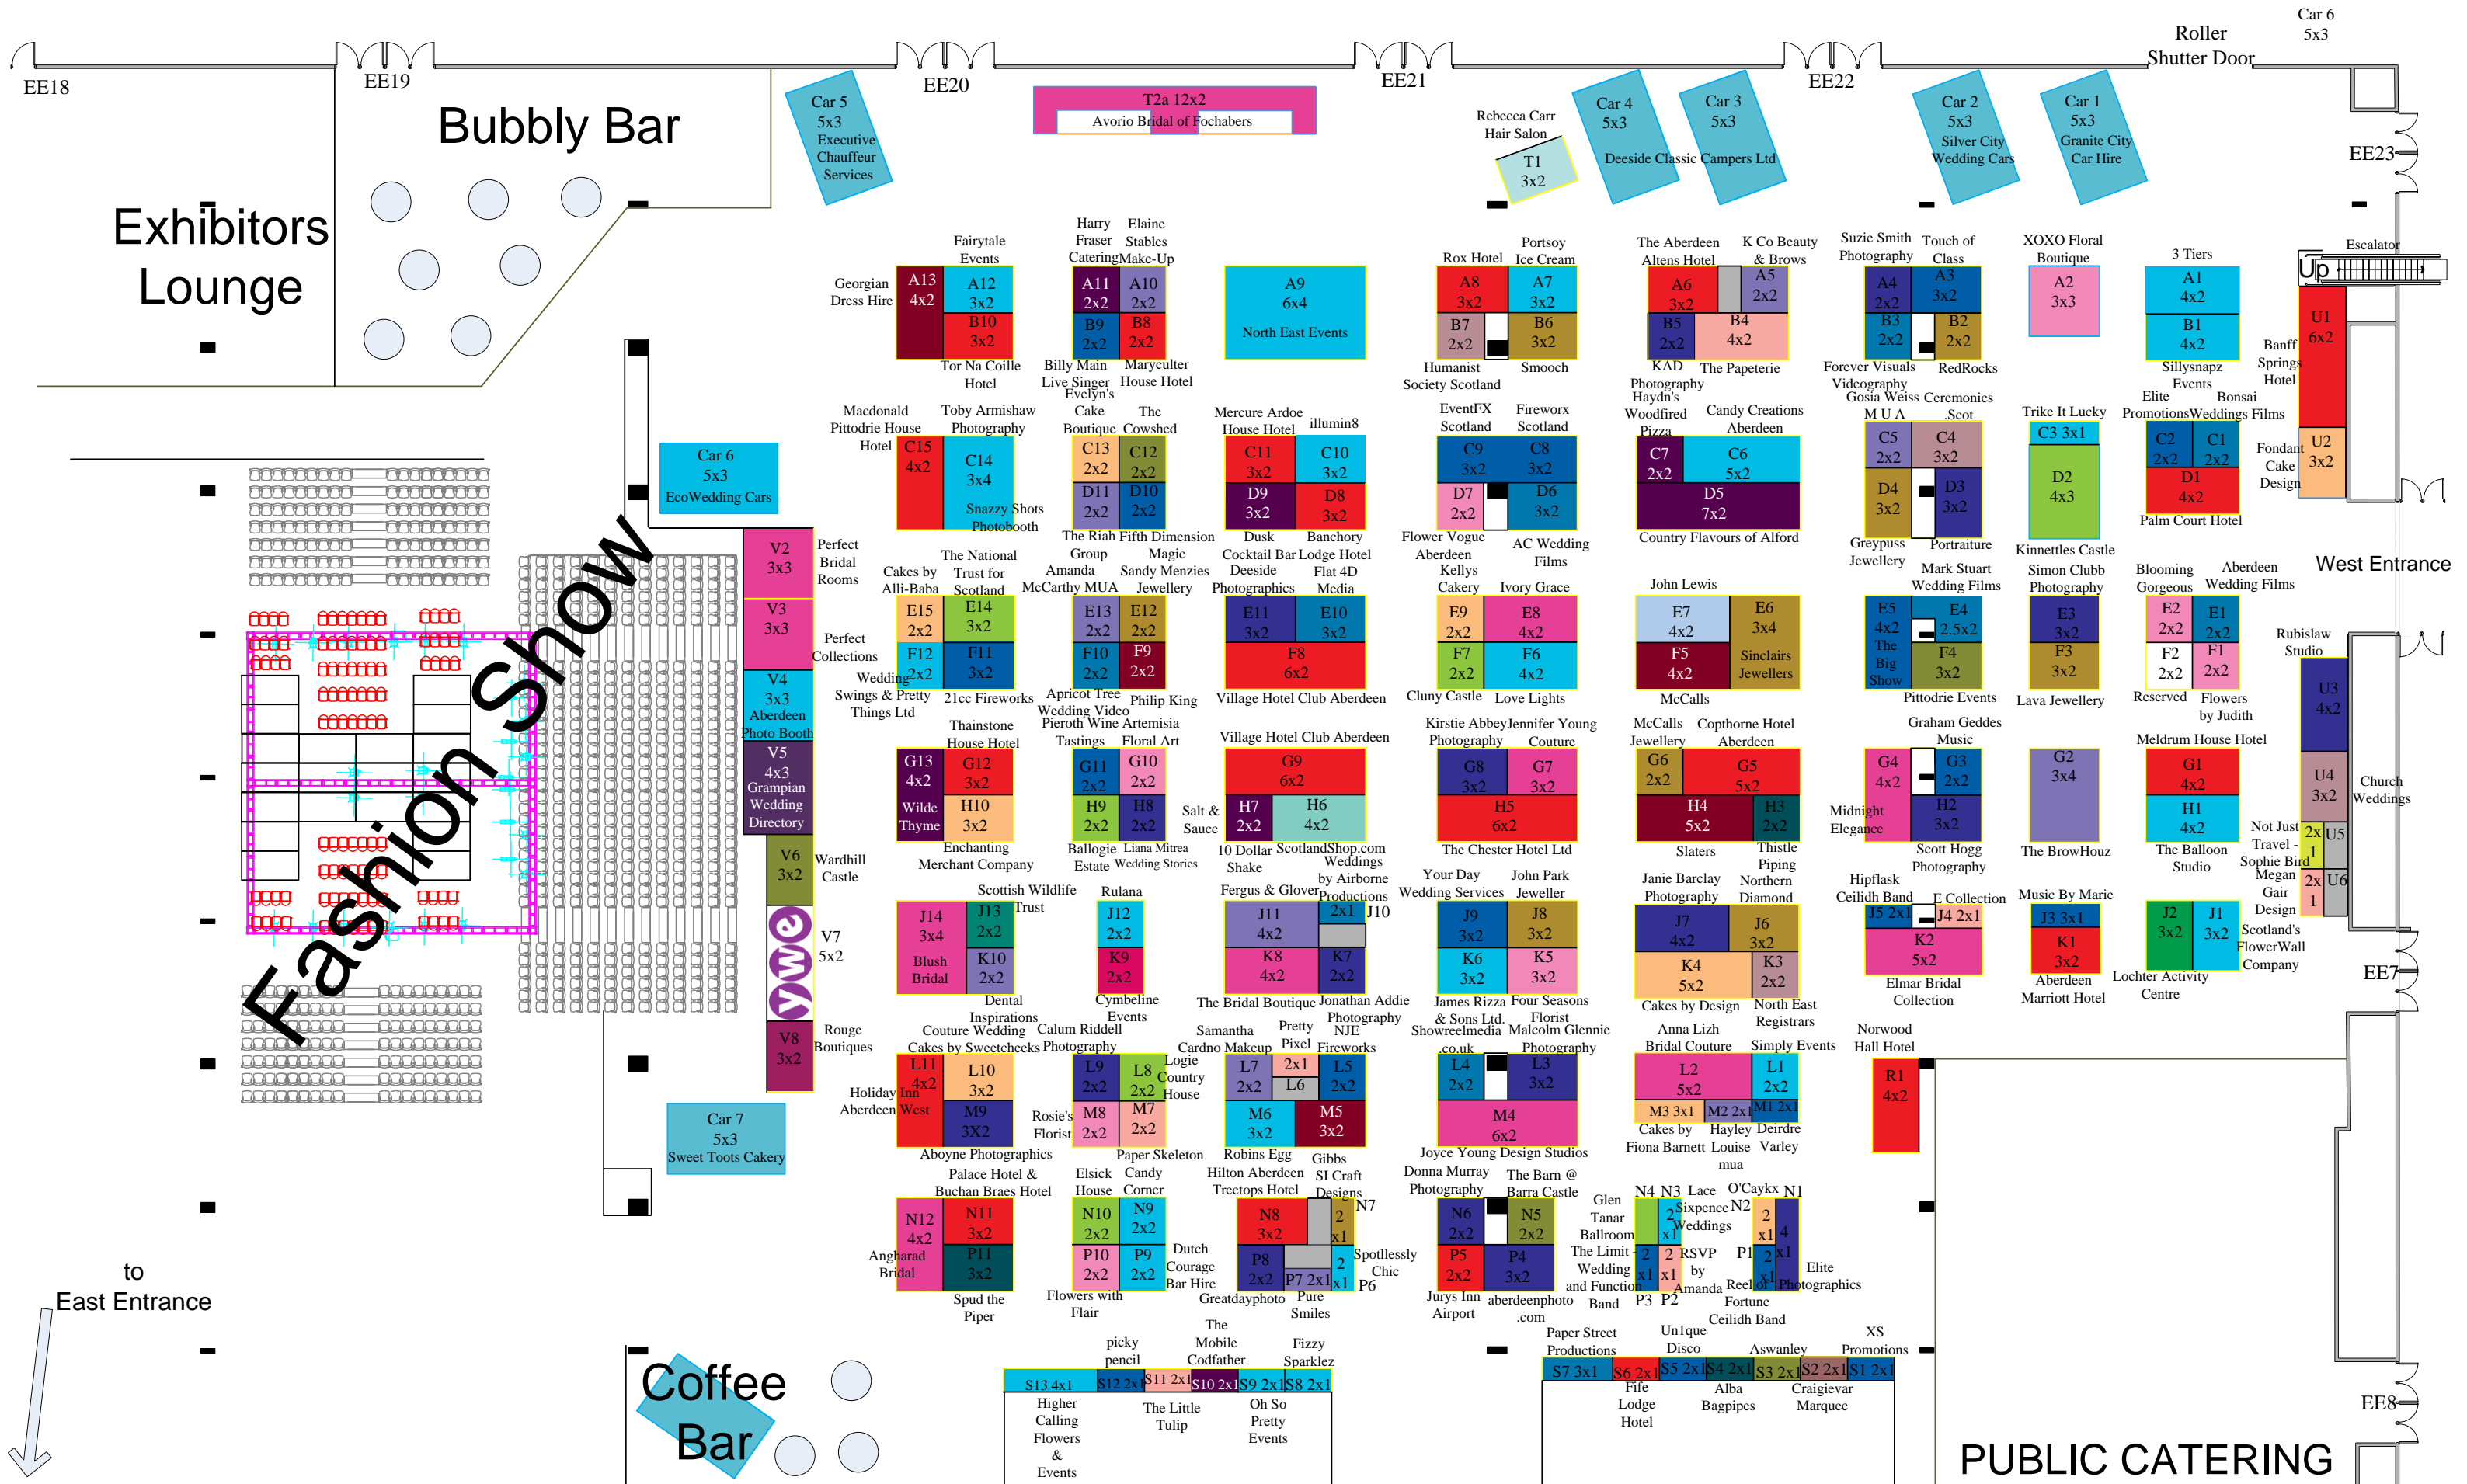 Car 6
5x3
Roller
Shutter Door
EE18
EE19
EE20
EE21
EE22
EE23
Bubbly Bar
Exhibitors
Lounge
Car 5
5x3
Executive
Chauffeur
Services
T2a 12x2
Avorio Bridal of Fochabers
Rebecca Carr
Hair Salon
T1
3x2
Car 4
5x3
Car 3
5x3
Deeside Classic Campers Ltd
Car 2
5x3
Silver City
Wedding Cars
Car 1
5x3
Granite City
Car Hire
Georgian
Dress Hire
A13
4x2
Fairytale
Events
A12
3x2
B10
3x2
Tor Na Coille
Hotel
Harry
Fraser
Catering
A11
2x2
Elaine
Stables
Make-Up
A10
2x2
B9
2x2
B8
2x2
Billy Main
Live Singer
Maryculter
House Hotel
A9
6x4
North East Events
Rox Hotel
A8
3x2
Portsoy
Ice Cream
A7
3x2
B7
2x2
B6
3x2
Humanist
Society Scotland
Smooch
The Aberdeen
Altens Hotel
A6
3x2
K Co Beauty
& Brows
A5
2x2
B5
2x2
B4
4x2
KAD
Photography
The Papeterie
Suzie Smith
Photography
A4
2x2
Touch of
Class
A3
3x2
B3
2x2
B2
2x2
Forever Visuals
Videography
RedRocks
XOXO Floral
Boutique
A2
3x3
3 Tiers
A1
4x2
B1
4x2
Sillysnapz
Events
Escalator
Up
U1
6x2
Banff
Springs
Hotel
U2
3x2
Fondant
Cake
Design
Macdonald
Pittodrie House
Hotel
C15
4x2
Toby Armishaw
Photography
C14
3x4
Snazzy Shots
Photobooth
Evelyn's
Cake
Boutique
C13
2x2
The
Cowshed
C12
2x2
D11
2x2
D10
2x2
The Riah
Group
Fifth Dimension
Magic
Mercure Ardoe
House Hotel
C11
3x2
illumin8
C10
3x2
D9
3x2
D8
3x2
Dusk
Cocktail Bar
Banchory
Lodge Hotel
EventFX
Scotland
C9
3x2
Fireworx
Scotland
C8
3x2
D7
2x2
D6
3x2
Flower Vogue
Aberdeen
AC Wedding
Films
Haydn's
Woodfired
Pizza
C7
2x2
Candy Creations
Aberdeen
C6
5x2
D5
7x2
Country Flavours of Alford
Gosia Weiss
M U A
C5
2x2
Ceremonies
.Scot
C4
3x2
D4
3x2
D3
3x2
Greypuss
Jewellery
Portraiture
Trike It Lucky
C3 3x1
D2
4x3
Kinnettles Castle
Elite
Promotions
C2
2x2
Bonsai
Weddings Films
C1
2x2
D1
4x2
Palm Court Hotel
West Entrance
Car 6
5x3
EcoWedding Cars
Fashion Show
V2
3x3
Perfect
Bridal
Rooms
V3
3x3
Perfect
Collections
V4
3x3
Aberdeen
Photo Booth
V5
4x3
Grampian
Wedding
Directory
V6
3x2
Wardhill
Castle
ywe
V7
5x2
V8
3x2
Rouge
Boutiques
Car 7
5x3
Sweet Toots Cakery
Cakes by
Alli-Baba
E15
2x2
The National
Trust for
Scotland
E14
3x2
F12
2x2
F11
3x2
Wedding
Swings & Pretty
Things Ltd
21cc Fireworks
Amanda
McCarthy MUA
E13
2x2
Sandy Menzies
Jewellery
E12
2x2
F10
2x2
F9
2x2
Apricot Tree
Wedding Video
Philip King
Deeside
Photographics
E11
3x2
Flat 4D
Media
E10
3x2
F8
6x2
Village Hotel Club Aberdeen
Kellys
Cakery
E9
2x2
Ivory Grace
E8
4x2
F7
2x2
F6
4x2
Cluny Castle
Love Lights
John Lewis
E7
4x2
E6
3x4
Sinclairs
Jewellers
F5
4x2
McCalls
E5
4x2
The
Big
Show
Mark Stuart
Wedding Films
E4
2.5x2
F4
3x2
Pittodrie Events
Simon Clubb
Photography
E3
3x2
F3
3x2
Lava Jewellery
Blooming
Gorgeous
E2
2x2
Aberdeen
Wedding Films
E1
2x2
F2
2x2
F1
2x2
Reserved
Flowers
by Judith
Rubislaw
Studio
U3
4x2
U4
3x2
Church
Weddings
Not Just
Travel -
Sophie Bird
2x
1
U5
Megan
Gair
Design
2x
1
U6
Thainstone
House Hotel
G13
4x2
Wilde
Thyme
G12
3x2
H10
3x2
Enchanting
Merchant Company
Pieroth Wine
Tastings
G11
2x2
Artemisia
Floral Art
G10
2x2
H9
2x2
H8
2x2
Ballogie
Estate
Liana Mitrea
Wedding Stories
Village Hotel Club Aberdeen
G9
6x2
Salt &
Sauce
H7
2x2
H6
4x2
10 Dollar
Shake
ScotlandShop.com
Kirstie Abbey
Photography
G8
3x2
Jennifer Young
Couture
G7
3x2
H5
6x2
The Chester Hotel Ltd
McCalls
Jewellery
G6
2x2
Copthorne Hotel
Aberdeen
G5
5x2
H4
5x2
H3
2x2
Slaters
Thistle
Piping
Midnight
Elegance
G4
4x2
Graham Geddes
Music
G3
2x2
H2
3x2
Scott Hogg
Photography
G2
3x4
The BrowHouz
Meldrum House Hotel
G1
4x2
H1
4x2
The Balloon
Studio
J14
3x4
Blush
Bridal
Scottish Wildlife
Trust
J13
2x2
K10
2x2
Dental
Inspirations
Rulana
J12
2x2
K9
2x2
Cymbeline
Events
Fergus & Glover
J11
4x2
Weddings
by Airborne
Productions
2x1
J10
K8
4x2
K7
2x2
The Bridal Boutique
Jonathan Addie
Photography
Your Day
Wedding Services
J9
3x2
John Park
Jeweller
J8
3x2
K6
3x2
K5
3x2
James Rizza
& Sons Ltd.
Four Seasons
Florist
Janie Barclay
Photography
J7
4x2
Northern
Diamond
J6
3x2
K4
5x2
K3
2x2
Cakes by Design
North East
Registrars
Hipflask
Ceilidh Band
J5 2x1
E Collection
J4 2x1
K2
5x2
Elmar Bridal
Collection
Music By Marie
J3 3x1
K1
3x2
Aberdeen
Marriott Hotel
J2
3x2
J1
3x2
Scotland's
FlowerWall
Company
Lochter Activity
Centre
EE7
Couture Wedding
Cakes by Sweetcheeks
L11
4x2
L10
3x2
Holiday Inn
Aberdeen West
M9
3X2
Aboyne Photographics
Calum Riddell
Photography
L9
2x2
L8
2x2
Logie
Country
House
Rosie's
Florist
M8
2x2
M7
2x2
Paper Skeleton
Samantha
Cardno Makeup
L7
2x2
Pretty
Pixel
2x1
L6
NJE
Fireworks
L5
2x2
M6
3x2
M5
3x2
Robins Egg
Gibbs
Showreelmedia
.co.uk
L4
2x2
Malcolm Glennie
Photography
L3
3x2
M4
6x2
Joyce Young Design Studios
Anna Lizh
Bridal Couture
L2
5x2
Simply Events
L1
2x2
M3 3x1
M2 2x1
M1 2x1
Cakes by
Fiona Barnett
Hayley
Louise
mua
Deirdre
Varley
Norwood
Hall Hotel
R1
4x2
Palace Hotel &
Buchan Braes Hotel
N12
4x2
N11
3x2
Angharad
Bridal
P11
3x2
Spud the
Piper
Elsick
House
N10
2x2
Candy
Corner
N9
2x2
P10
2x2
P9
2x2
Dutch
Courage
Bar Hire
Flowers with
Flair
Hilton Aberdeen
Treetops Hotel
N8
3x2
SI Craft
Designs
N7
2
x1
P8
2x2
P7 2x1
2
x1
P6
Spotllessly
Chic
Greatdayphoto
Pure
Smiles
Donna Murray
Photography
N6
2x2
The Barn @
Barra Castle
N5
2x2
P5
2x2
P4
3x2
Jurys Inn
Airport
aberdeenphoto
.com
Glen
Tanar
Ballroom
N4
N3
2
x1
Lace
Sixpence
Weddings
The Limit -
Wedding
and Function
Band
2
x1
2
x1
P3
P2
RSVP
by
Amanda
O'Caykx
N2
N1
2
x1
4
x1
P1
2
x1
Reel of
Fortune
Ceilidh Band
Elite
Photographics
to
East Entrance
Coffee
Bar
S13 4x1
picky
pencil
S12 2x1
S11 2x1
The
Mobile
Codfather
S10 2x1
S9 2x1
Fizzy
Sparklez
S8 2x1
Higher
Calling
Flowers
&
Events
The Little
Tulip
Oh So
Pretty
Events
Paper Street
Productions
S7 3x1
S6 2x1
Un1que
Disco
S5 2x1
S4 2x1
Aswanley
S3 2x1
S2 2x1
XS
Promotions
S1 2x1
Fife
Lodge
Hotel
Alba
Bagpipes
Craigievar
Marquee
EE8
PUBLIC CATERING